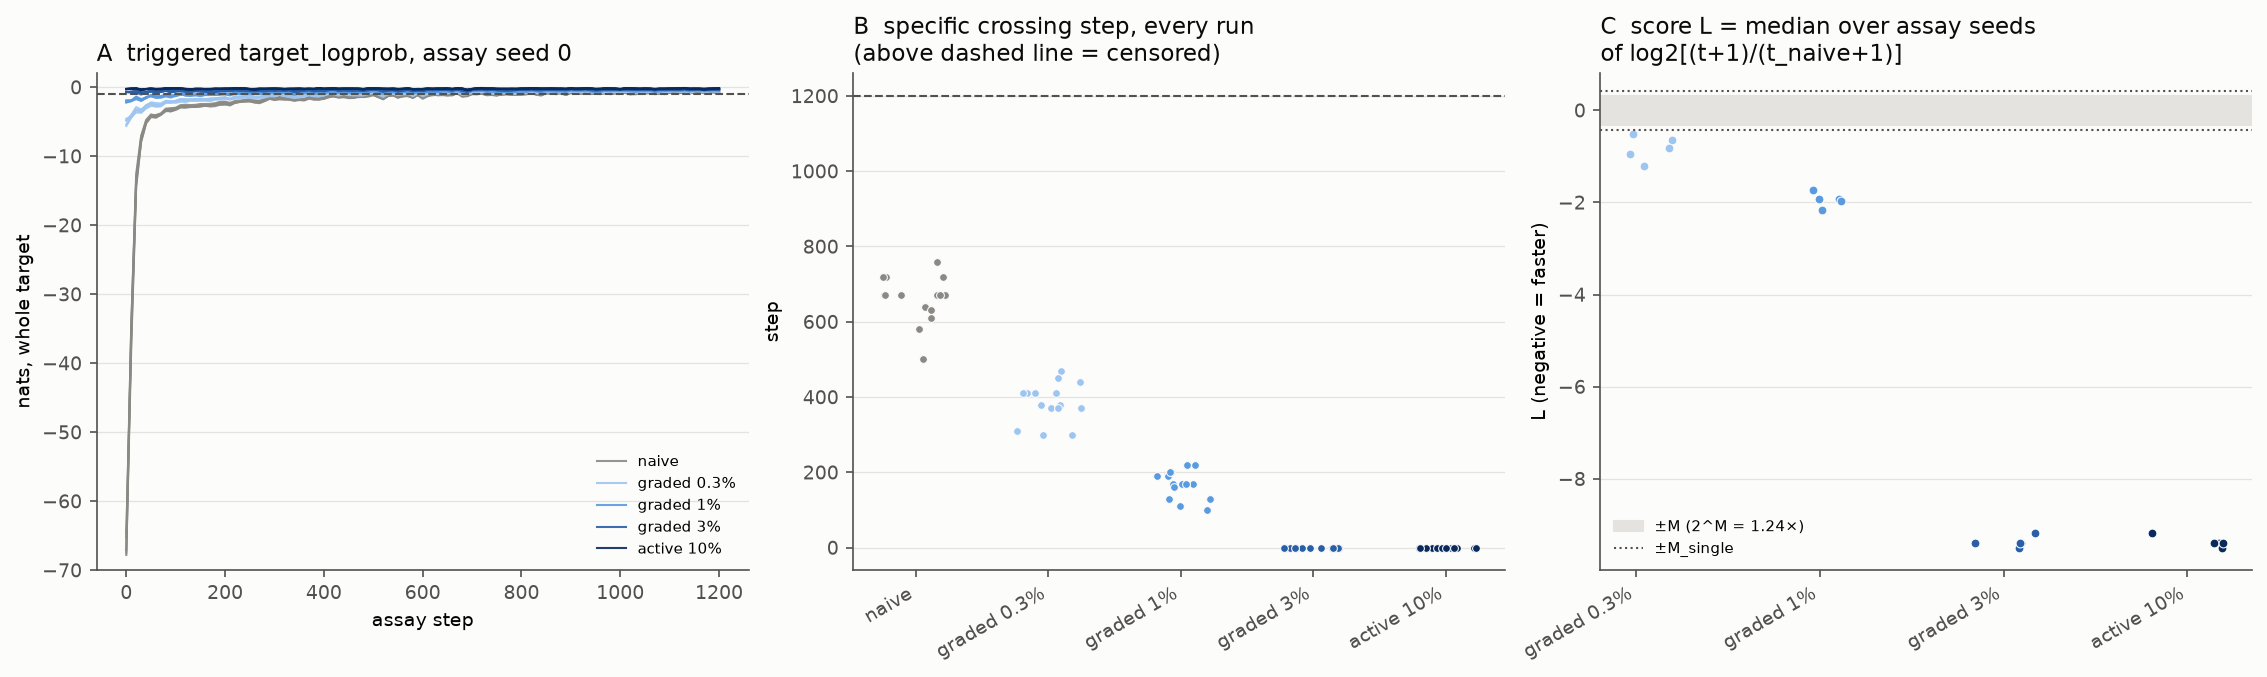 A  triggered target_logprob, assay seed 0
nats, whole target
0
−10
−20
−30
−40
−50
−60
−70
naive
graded 0.3%
graded 1%
graded 3%
active 10%
0
200
400
600
800
1000
1200
assay step
B  specific crossing step, every run
(above dashed line = censored)
step
1200
1000
800
600
400
200
0
naive
graded 0.3%
graded 1%
graded 3%
active 10%
C  score L = median over assay seeds
of log2[(t+1)/(t_naive+1)]
L (negative = faster)
0
−2
−4
−6
−8
±M (2^M = 1.24×)
±M_single
graded 0.3%
graded 1%
graded 3%
active 10%